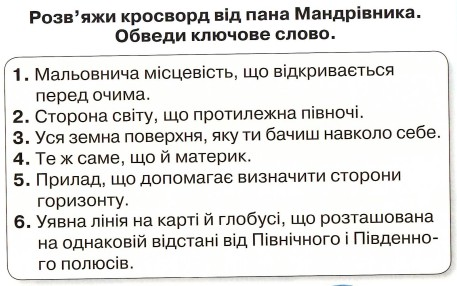 Розв’яжи кросворд від пана Мандрівника.
Обведи ключове слово.
1. Мальовнича місцевість, що відкривається
перед очима.
2. Сторона світу, що протилежна півночі.
3. Уся земна поверхня, яку ти бачиш навколо себе.
4. Те ж саме, що й материк.
5. Прилад, що допомагає визначити сторони
горизонту.
6. Уявна лінія на карті й глобусі, що розташована
на однаковій відстані від Північного і Південно-
го полюсів.